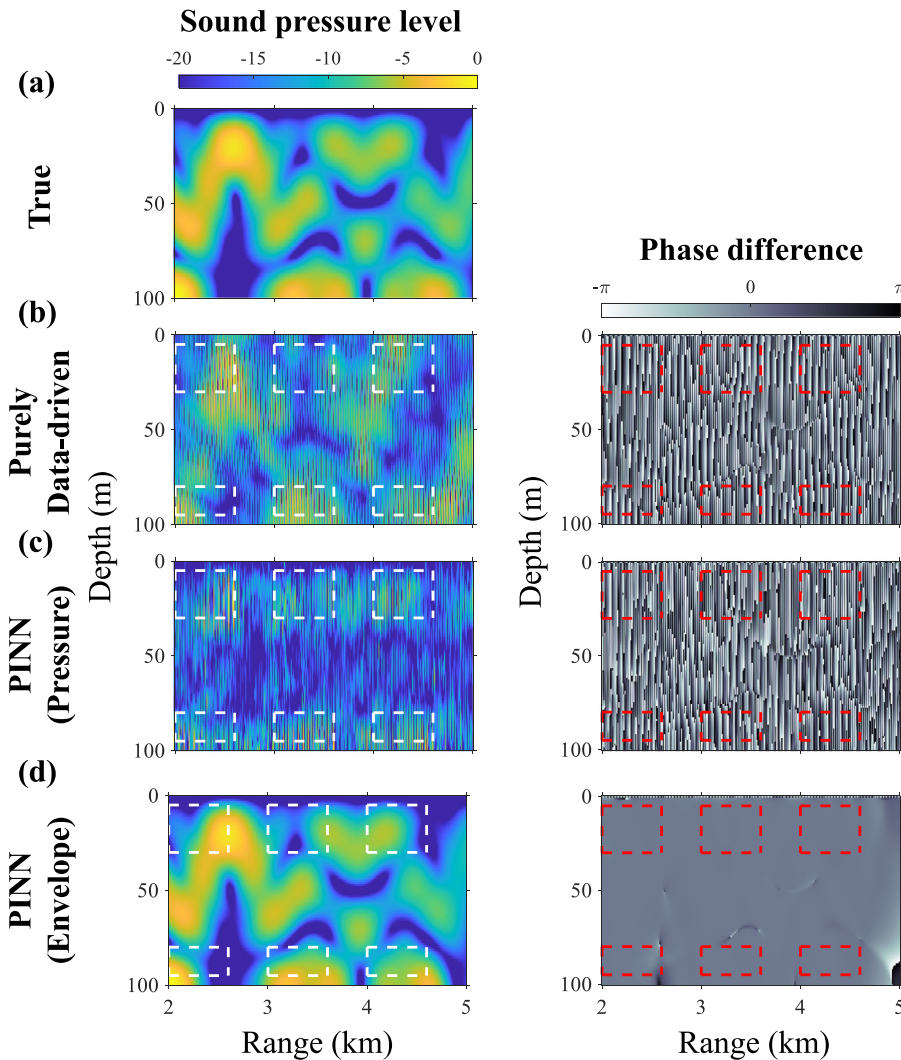 Sound pressure level
-20 -15 -10 -5 0
(a)
True
0
50
100
Phase difference
-π 0 π
(b)
Purely
Data-driven
0
50
100
Depth (m)
Depth (m)
0
50
100
(c)
PINN
(Pressure)
0
50
100
0
50
100
(d)
PINN
(Envelope)
0
50
100
0
50
100
2 3 4 5
Range (km)
2 3 4 5
Range (km)